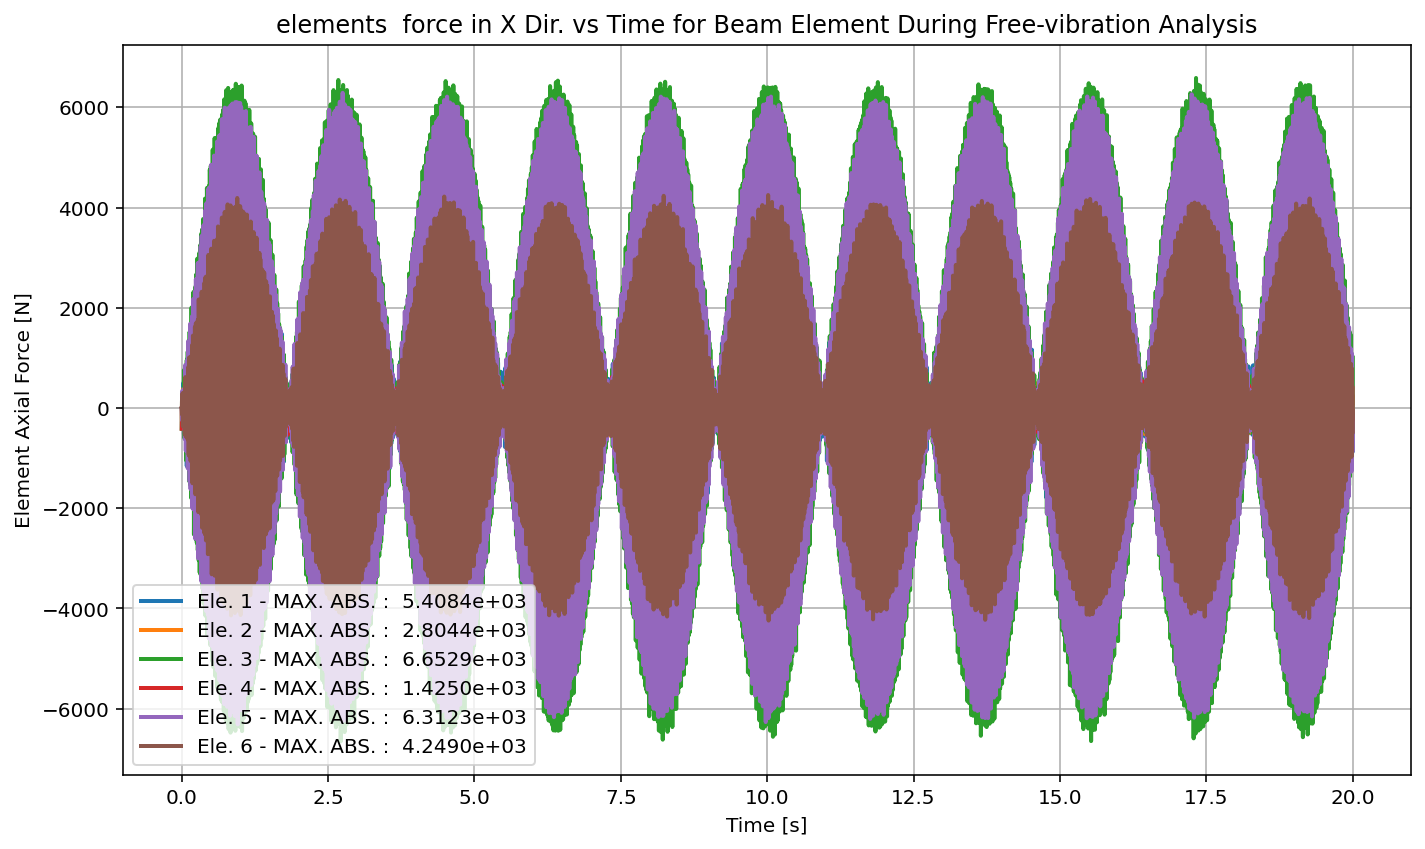 elements  force in X Dir. vs Time for Beam Element During Free-vibration Analysis
Element Axial Force [N]
6000
4000
2000
0
−2000
−4000
−6000
Ele. 1 - MAX. ABS. :  5.4084e+03
Ele. 2 - MAX. ABS. :  2.8044e+03
Ele. 3 - MAX. ABS. :  6.6529e+03
Ele. 4 - MAX. ABS. :  1.4250e+03
Ele. 5 - MAX. ABS. :  6.3123e+03
Ele. 6 - MAX. ABS. :  4.2490e+03
0.0 2.5 5.0 7.5 10.0 12.5 15.0 17.5 20.0
Time [s]